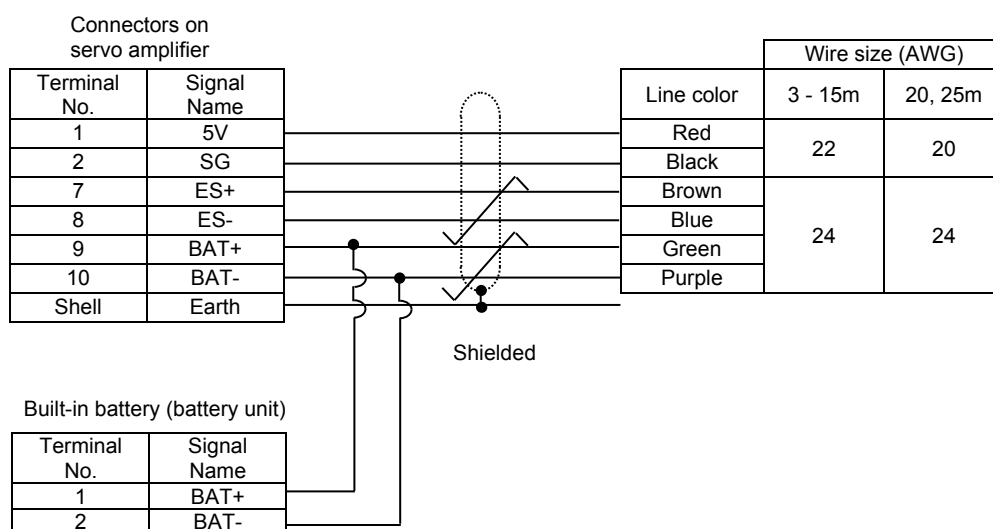 Connectors on
servo amplifier
Terminal No. Signal Name
1 5V
2 SG
7 ES+
8 ES-
9 BAT+
10 BAT-
Shell Earth
Wire size (AWG)
Line color 3 - 15m 20, 25m
Red 22 20
Black
Brown 24 24
Blue
Green
Purple
Shielded
Built-in battery (battery unit)
Terminal No. Signal Name
1 BAT+
2 BAT-